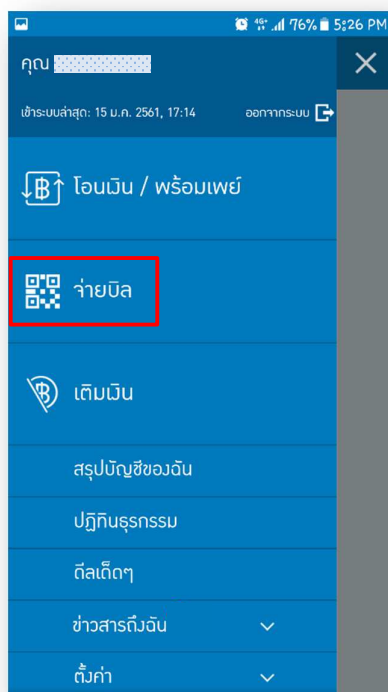 4G+ 76% 5:26 PM
คุณ
เข้าระบบล่าสุด: 15 ม.ค. 2561, 17:14 ออกจากระบบ
โอนเงิน / พร้อมเพย์
จ่ายบิล
เติมเงิน
สรุปบัญชีของฉัน
ปฏิทินธุรกรรม
ดีลเด็ดๆ
ข่าวสารถึงฉัน
ตั้งค่า